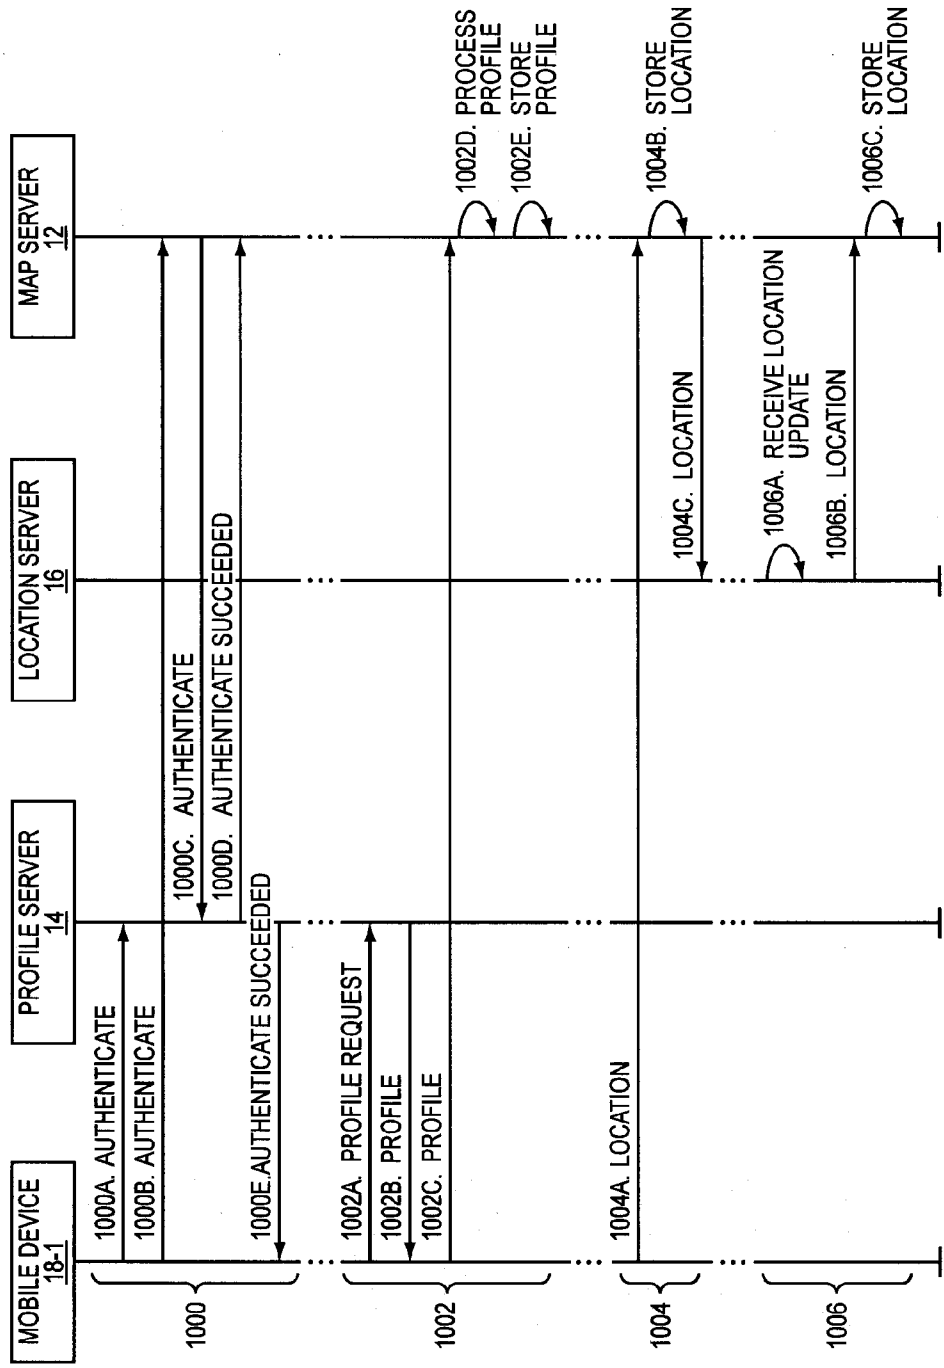 MOBILE DEVICE
18-1
PROFILE SERVER
14
LOCATION SERVER
16
MAP SERVER
12
1000
1000A. AUTHENTICATE
1000B. AUTHENTICATE
1000C. AUTHENTICATE
1000D. AUTHENTICATE SUCCEEDED
1000E.AUTHENTICATE SUCCEEDED
1002
1002A. PROFILE REQUEST
1002B. PROFILE
1002C. PROFILE
1002D. PROCESS
PROFILE
1002E. STORE
PROFILE
1004
1004A. LOCATION
1004B. STORE
LOCATION
1004C. LOCATION
1006
1006A. RECEIVE LOCATION
UPDATE
1006B. LOCATION
1006C. STORE
LOCATION